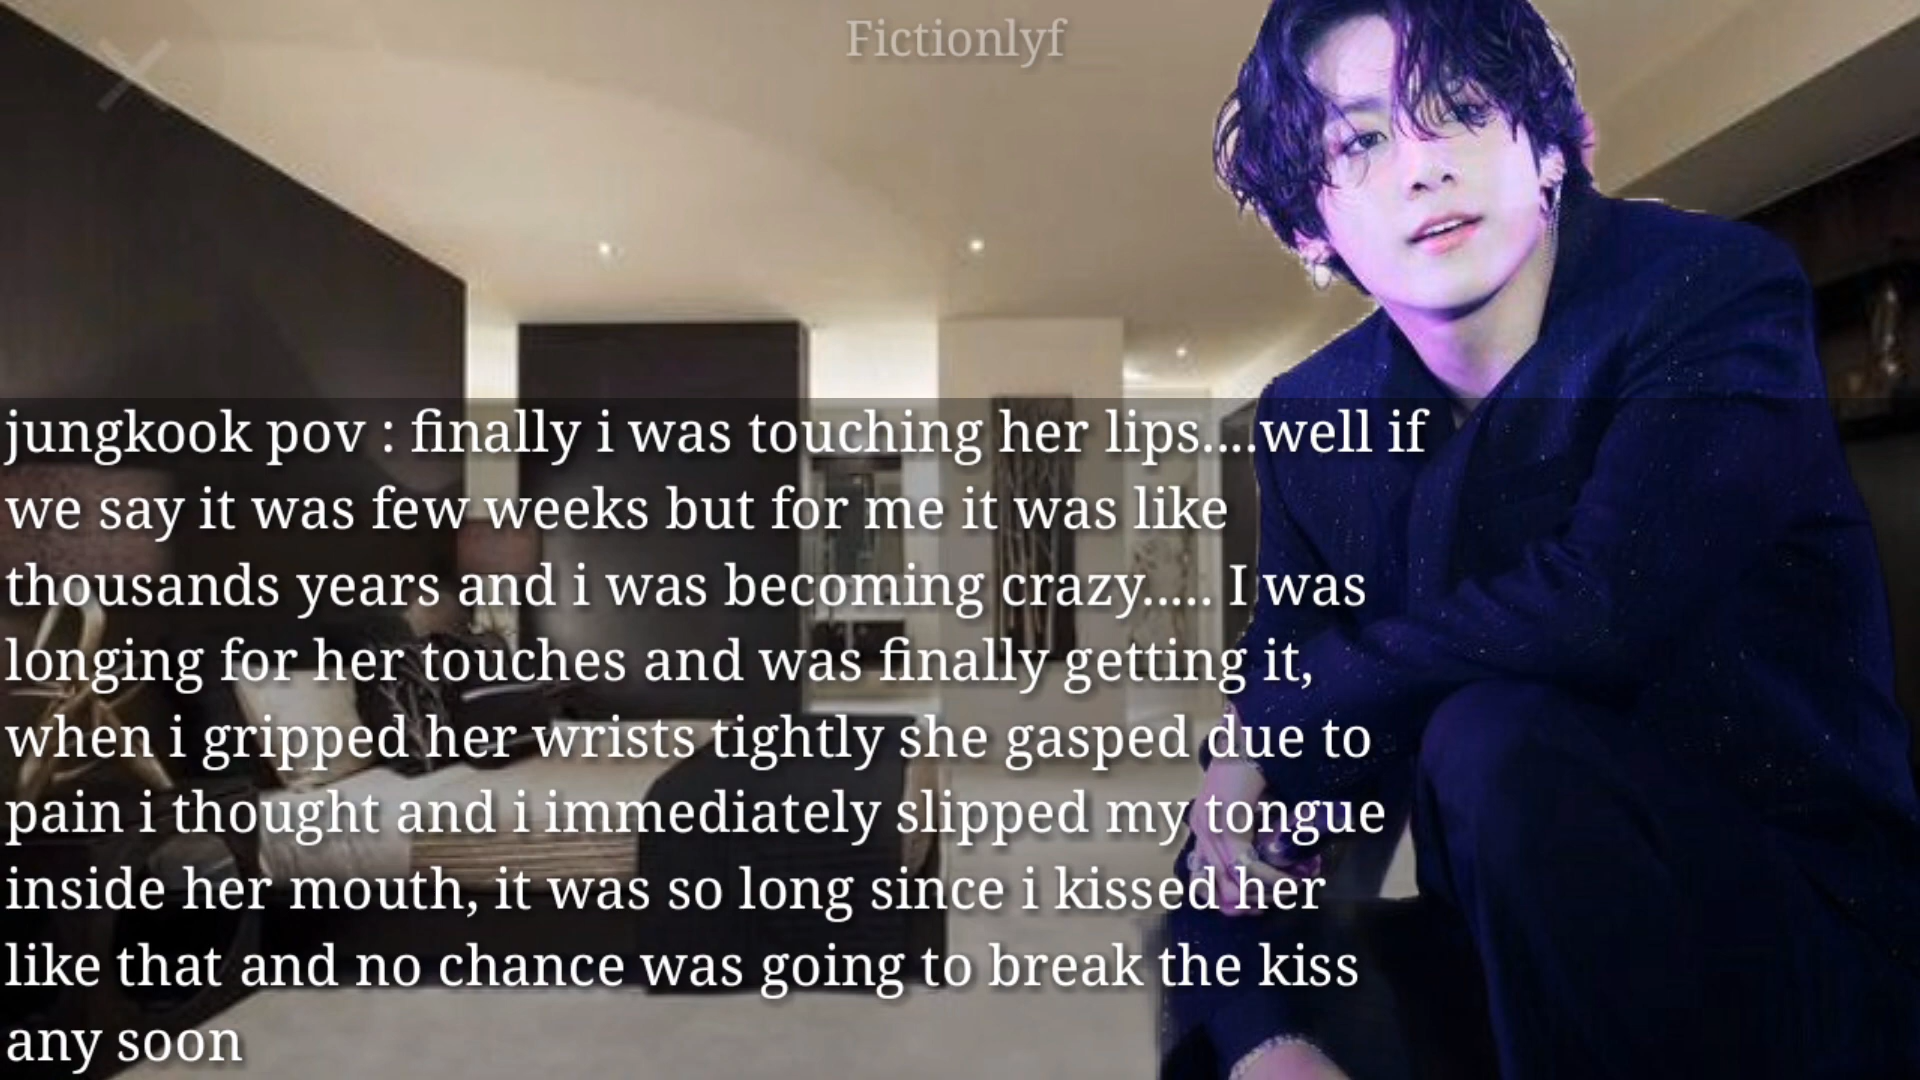 Fictionlyf
jungkook pov : finally i was touching her lips....well if
we say it was few weeks but for me it was like
thousands years and i was becoming crazy..... I was
longing for her touches and was finally getting it,
when i gripped her wrists tightly she gasped due to
pain i thought and i immediately slipped my tongue
inside her mouth, it was so long since i kissed her
like that and no chance was going to break the kiss
any soon